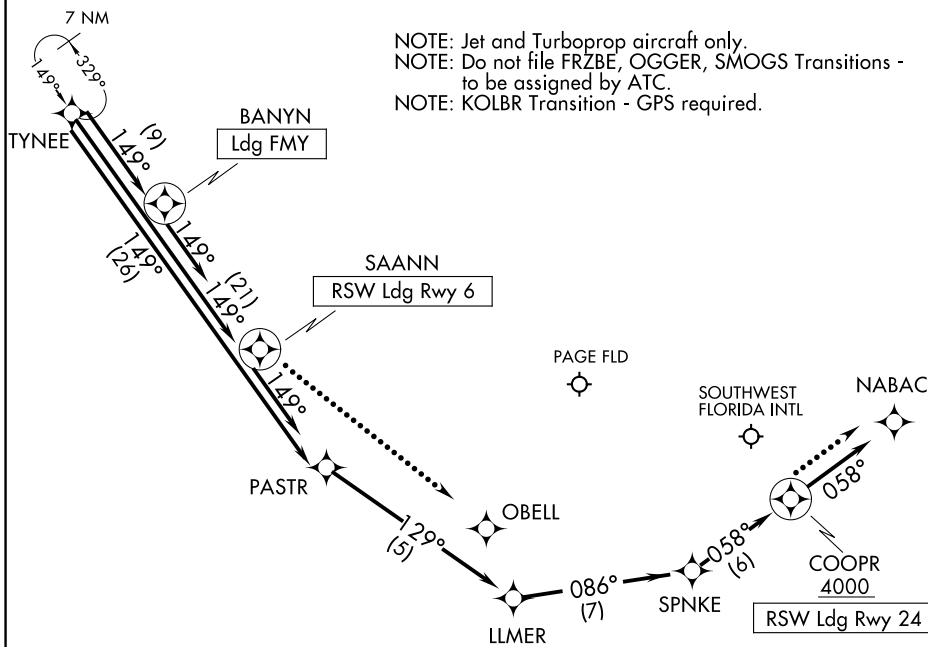 7 NM
149°
329°
NOTE: Jet and Turboprop aircraft only.
NOTE: Do not file FRZBE, OGGER, SMOGS Transitions -
to be assigned by ATC.
NOTE: KOLBR Transition - GPS required.
TYNEE
(9)
149°
BANYN
Ldg FMY
149°
(26)
149°
(21)
149°
SAANN
RSW Ldg Rwy 6
149°
PAGE FLD
SOUTHWEST
FLORIDA INTL
NABAC
PASTR
129°
(5)
OBELL
058°
LLMER
086°
(7)
SPNKE
058°
(6)
COOPR
4000
RSW Ldg Rwy 24